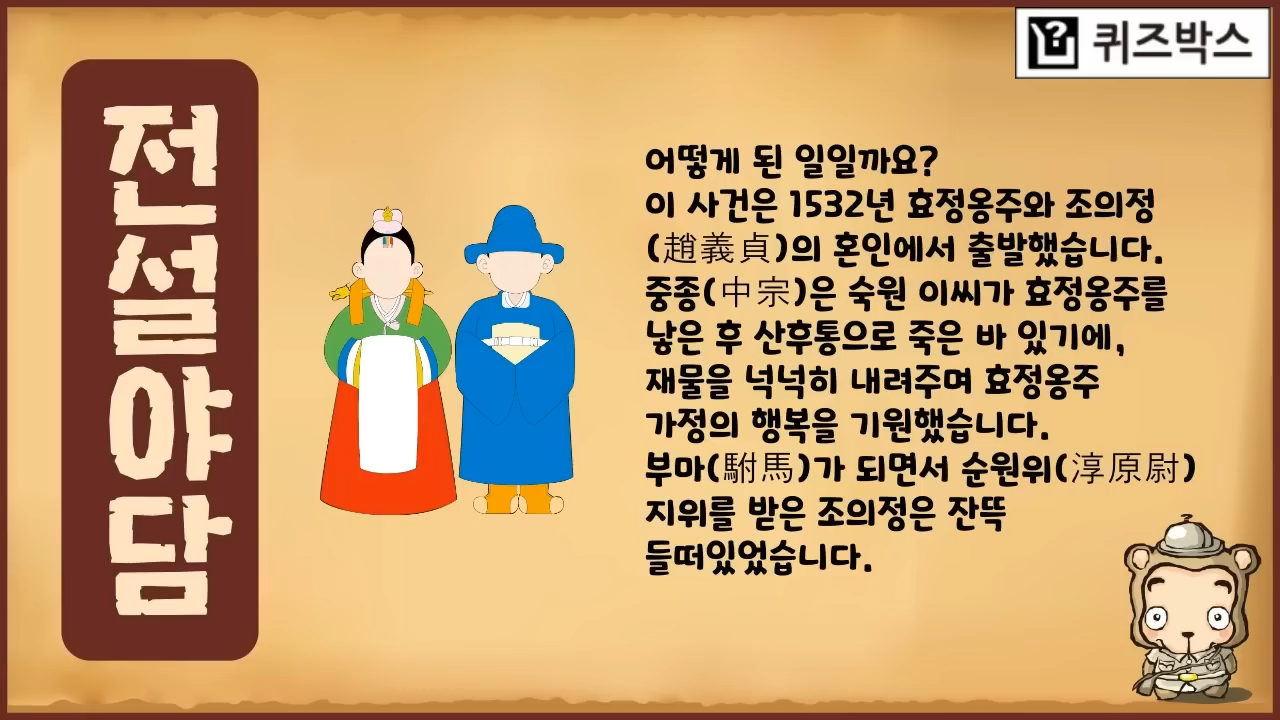 퀴즈박스
전설야담
어떻게 된 일일까요?
이 사건은 1532년 효정옹주와 조의정
(趙義貞)의 혼인에서 출발했습니다.
중종(中宗)은 숙원 이씨가 효정옹주를
낳은 후 산후통으로 죽은 바 있기에,
재물을 넉넉히 내려주며 효정옹주
가정의 행복을 기원했습니다.
부마(駙馬)가 되면서 순원위(淳原尉)
지위를 받은 조의정은 잔뜩
들떠있었습니다.